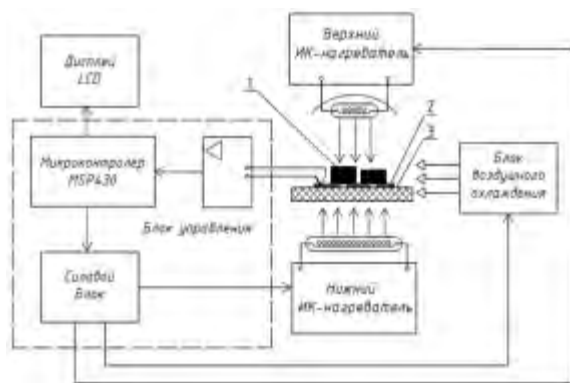 Верхний
ИК-нагреватель
Дисплей
LCD
1
2
3
Микроконтролер
MSP430
Блок
воздушного
охлаждения
Блок управления
Силовой
Блок
Нижний
ИК-нагреватель